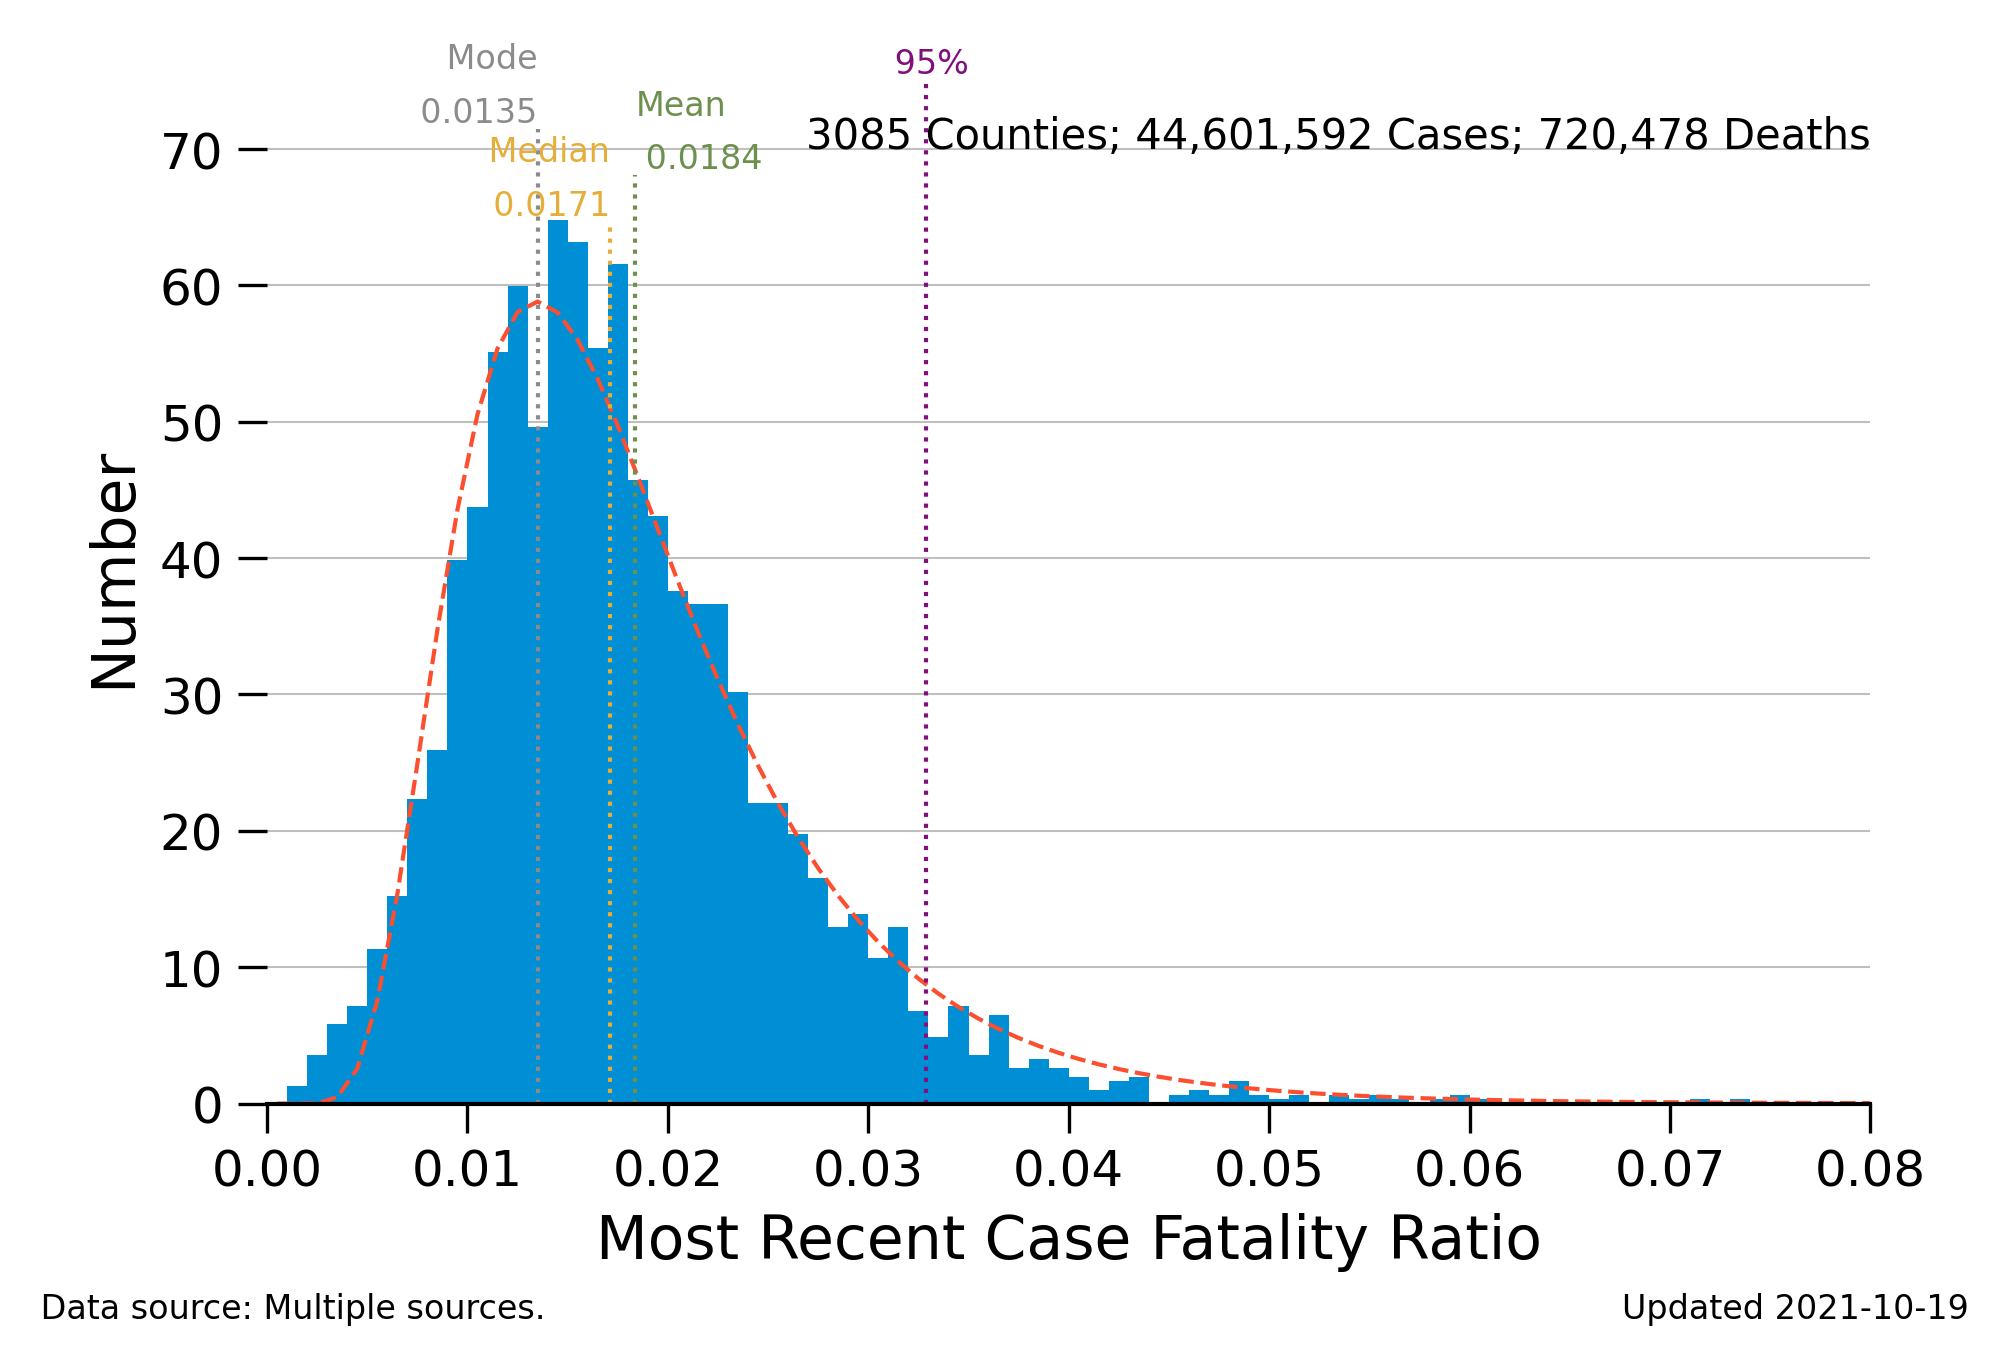 Mode
0.0135
95%
Mean
0.0184
3085 Counties; 44,601,592 Cases; 720,478 Deaths
Median
0.0171
70
60
50
40
30
20
10
0
Number
0.00 0.01 0.02 0.03 0.04 0.05 0.06 0.07 0.08
Most Recent Case Fatality Ratio
Data source: Multiple sources.
Updated 2021-10-19